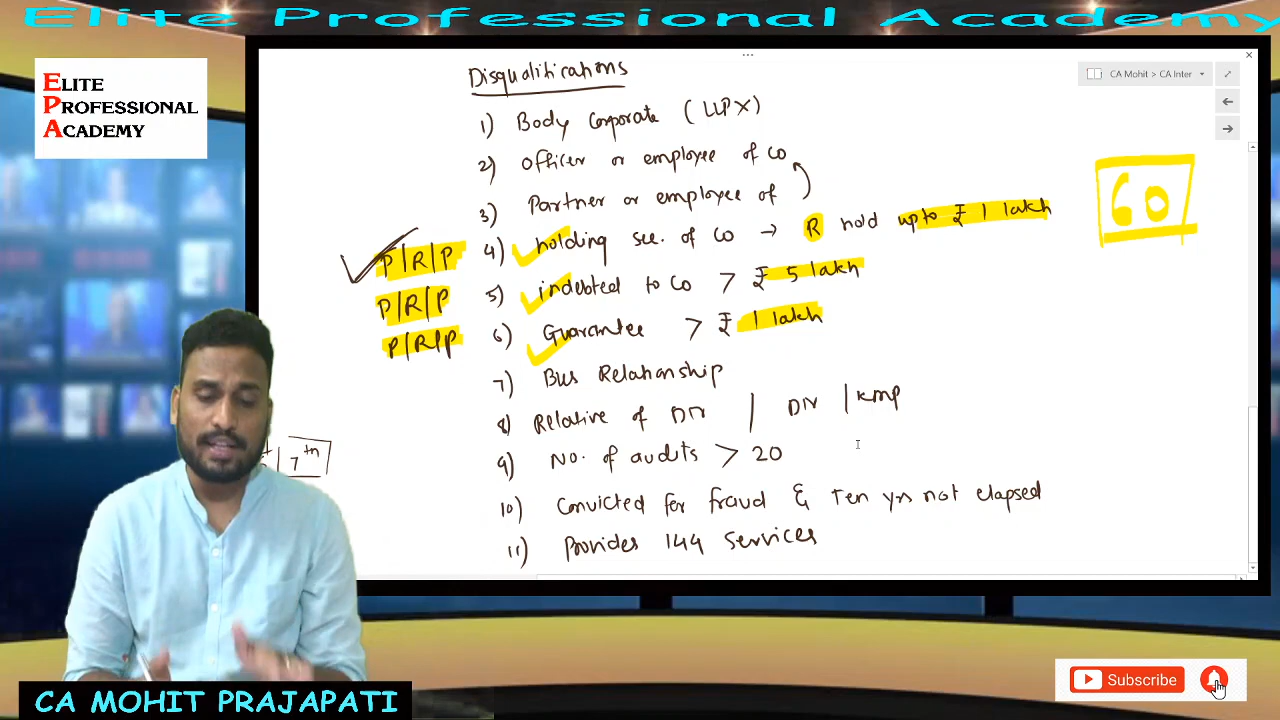 Elite Professional Academy
ELITE
PROFESSIONAL
ACADEMY
CA Mohit > CA Inter
Disqualifications
1) Body Corporate (LLP X)
2) Officer or employee of Co
3) Partner or employee of
P/R/P 4) holding sec. of Co → R hold upto ₹ 1 lakh
P/R/P 5) indebted to Co > ₹ 5 lakh
P/R/P 6) Guarantee > ₹ 1 lakh
7) Bus Relationship
8) Relative of Dir | Dir | KMP
9) No. of audits > 20
10) Convicted for fraud & Ten yrs not elapsed
11) Provides 144 services
60
7th
CA MOHIT PRAJAPATI
Subscribe